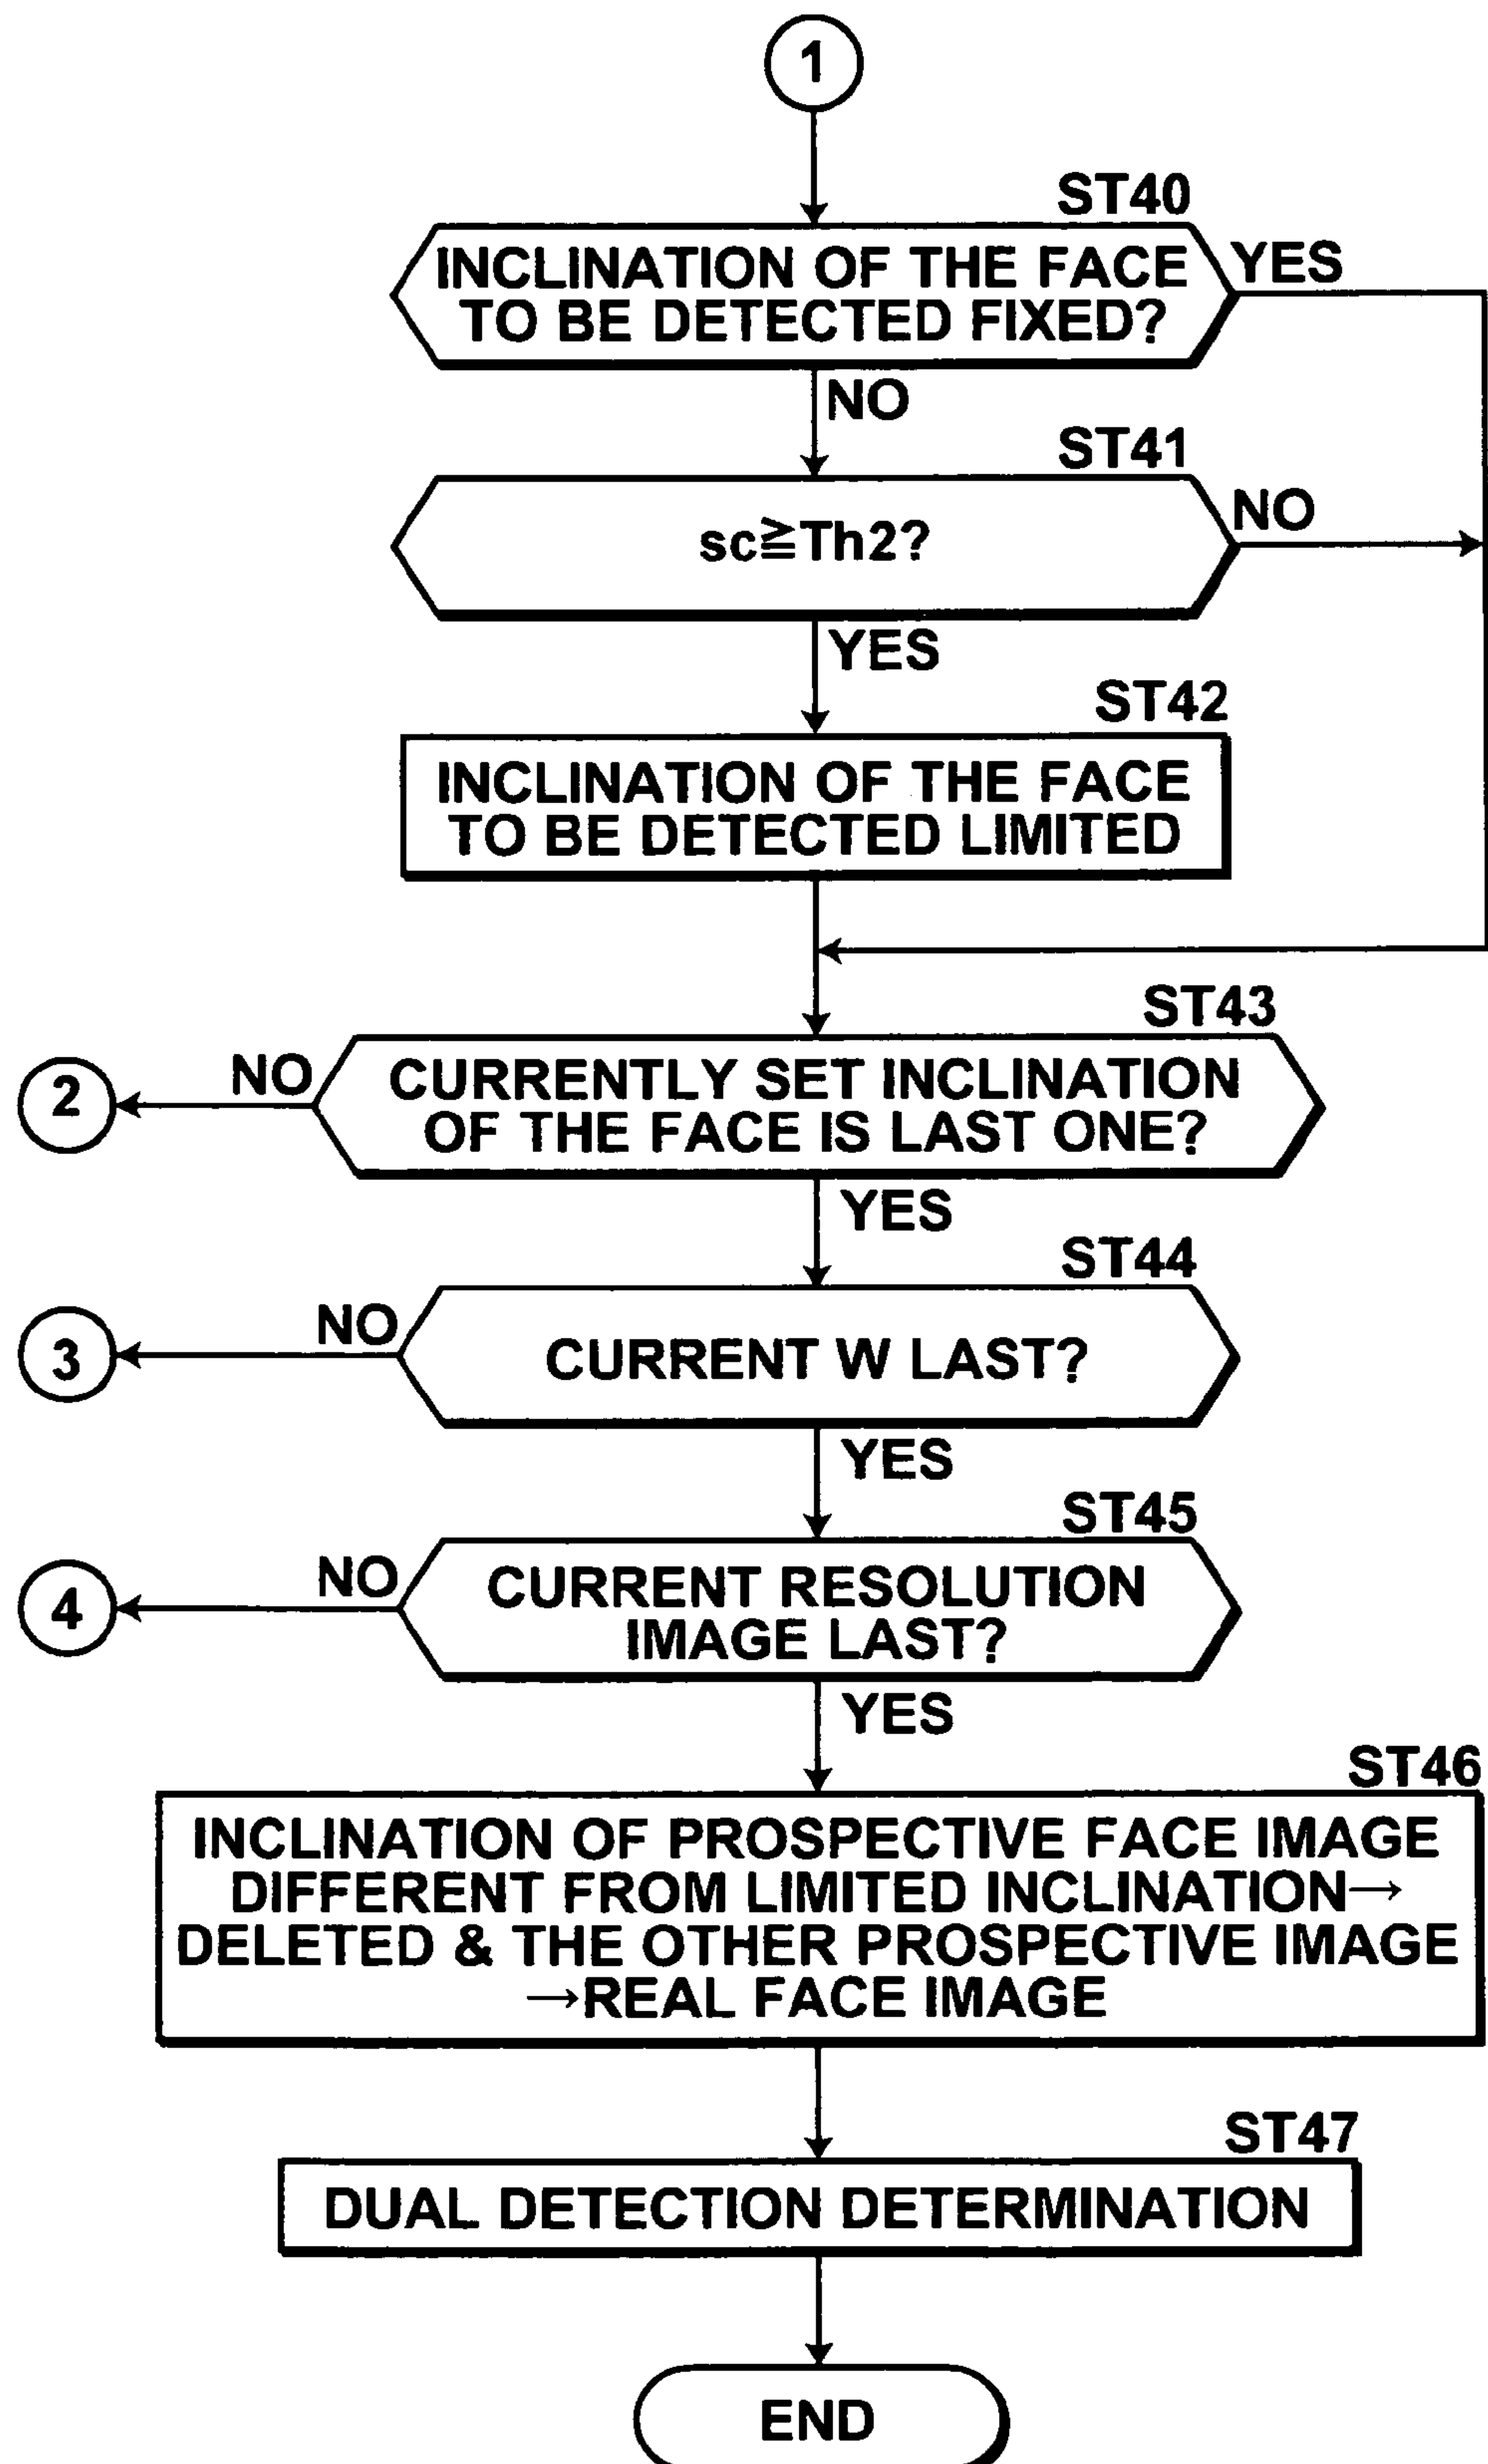 1
ST40
INCLINATION OF THE FACE
TO BE DETECTED FIXED?
YES
NO
ST41
sc≧Th2?
NO
YES
ST42
INCLINATION OF THE FACE
TO BE DETECTED LIMITED
ST43
2
NO
CURRENTLY SET INCLINATION
OF THE FACE IS LAST ONE?
YES
ST44
3
NO
CURRENT W LAST?
YES
ST45
4
NO
CURRENT RESOLUTION
IMAGE LAST?
YES
ST46
INCLINATION OF PROSPECTIVE FACE IMAGE
DIFFERENT FROM LIMITED INCLINATION→
DELETED & THE OTHER PROSPECTIVE IMAGE
→REAL FACE IMAGE
ST47
DUAL DETECTION DETERMINATION
END